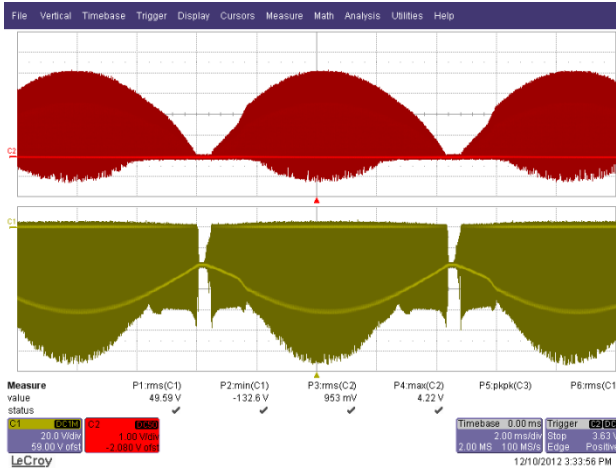 File Vertical Timebase Trigger Display Cursors Measure Math Analysis Utilities Help
C2
C1
Measure P1:rms(C1) P2:min(C1) P3:rms(C2) P4:max(C2) P5:pkpk(C3) P6:rms(C1
value 49.59 V -132.6 V 953 mV 4.22 V
status
C1 DC1M C2 DC50 Timebase 0.00 ms Trigger C2 DC
20.0 V/div 1.00 V/div 2.00 ms/div Stop 3.63 V
59.00 V ofst -2.080 V ofst 2.00 MS 100 MS/s Edge Positive
LeCroy 12/10/2012 3:33:56 PM